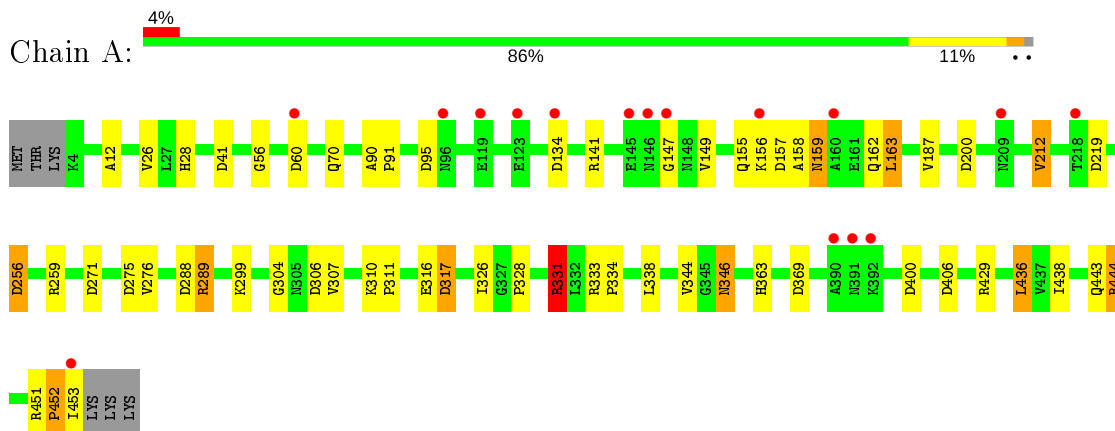 4%
Chain A:
86% 11% • •
MET THR LYS K4 A12 V26 L27 H28 D41 G56 D60 Q70 A90 P91 D95 N96 E119 E123 D134 R141 E145 N146 G147 N148 V149 Q155 K156 D157 A158 N159 A160 E161 Q162 L163 V187 D200 N209 V212 T218 D219
D256 R259 D271 D275 V276 D288 R289 K299 G304 N305 D306 V307 K310 P311 E316 D317 I326 G327 P328 R331 L332 R333 P334 L338 V344 G345 N346 H363 D369 A390 N391 K392 D400 D406 R429 L436 V437 I438 Q443 R444
R451 P452 I453 LYS LYS LYS